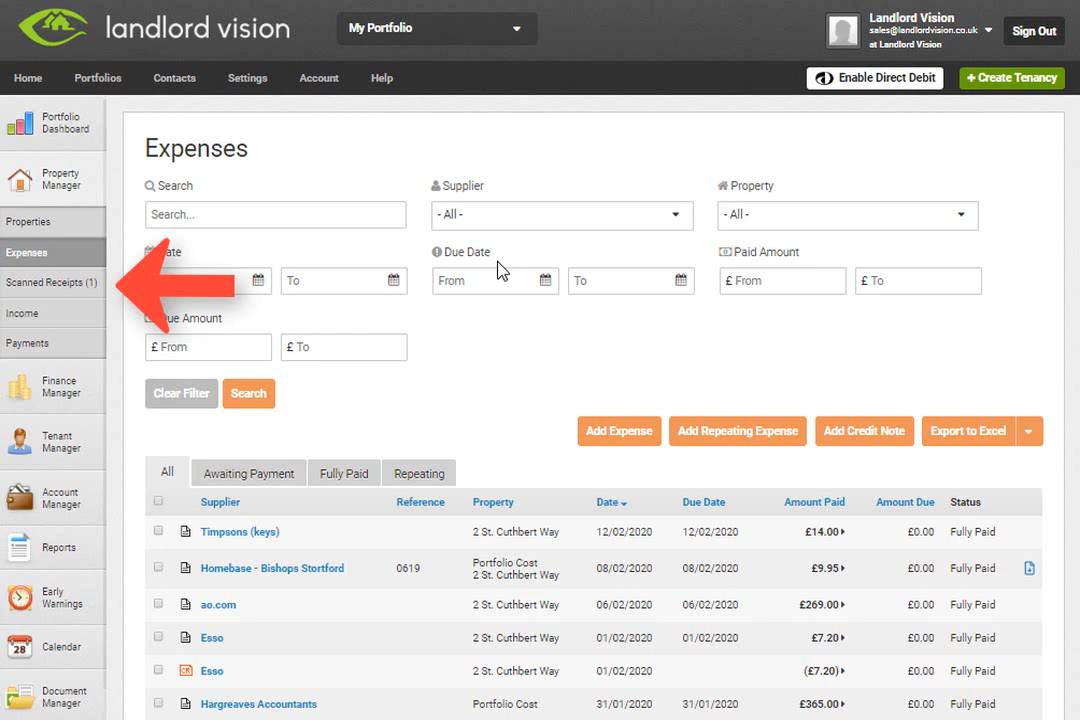 landlord vision
My Portfolio
Landlord Vision
sales@landlordvision.co.uk
at Landlord Vision
Sign Out
Home Portfolios Contacts Settings Account Help
Enable Direct Debit
+ Create Tenancy
Portfolio
Dashboard
Property
Manager
Properties
Expenses
Scanned Receipts (1)
Income
Payments
Finance
Manager
Tenant
Manager
Account
Manager
Reports
Early
Warnings
28
Calendar
Document
Manager
Expenses
Search Supplier Property
Search... - All - - All -
Due Date Paid Amount
To From To £ From £ To
£ From £ To
Clear Filter Search
Add Expense Add Repeating Expense Add Credit Note Export to Excel
All Awaiting Payment Fully Paid Repeating
Supplier Reference Property Date Due Date Amount Paid Amount Due Status
Timpsons (keys) 2 St. Cuthbert Way 12/02/2020 12/02/2020 £14.00 £0.00 Fully Paid
Homebase - Bishops Stortford 0619 Portfolio Cost 08/02/2020 08/02/2020 £9.95 £0.00 Fully Paid
2 St. Cuthbert Way
ao.com 2 St. Cuthbert Way 06/02/2020 06/02/2020 £269.00 £0.00 Fully Paid
Esso 2 St. Cuthbert Way 01/02/2020 01/02/2020 £7.20 £0.00 Fully Paid
CR Esso 2 St. Cuthbert Way 01/02/2020 (£7.20) £0.00 Fully Paid
Hargreaves Accountants Portfolio Cost 31/01/2020 31/01/2020 £365.00 £0.00 Fully Paid